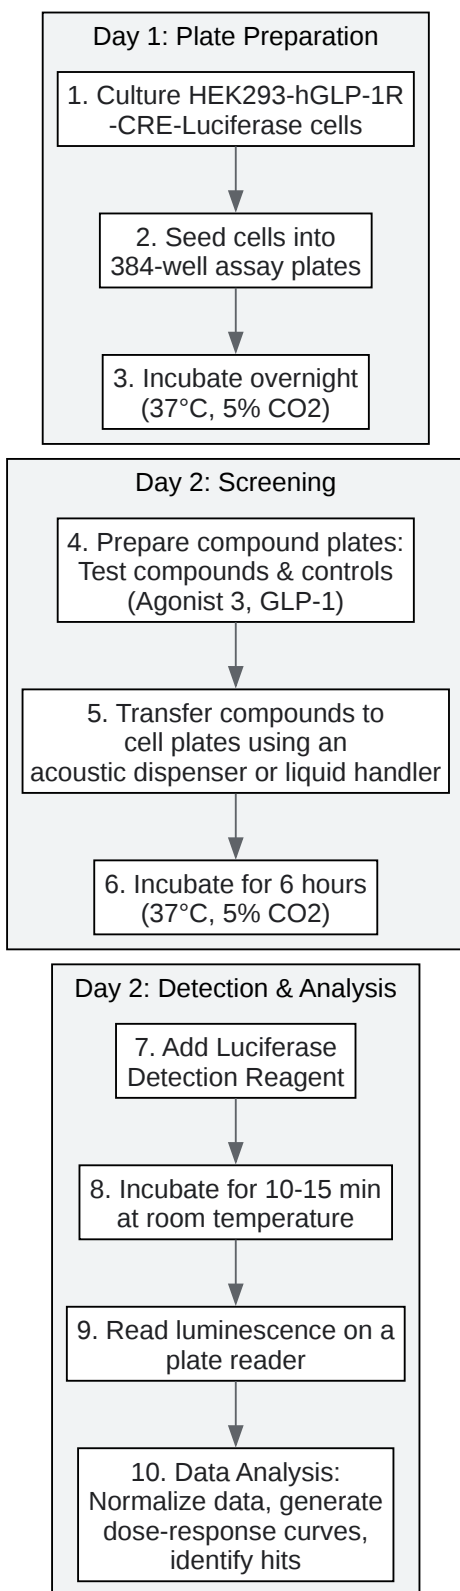 Day 1: Plate Preparation
1. Culture HEK293-hGLP-1R
-CRE-Luciferase cells
2. Seed cells into
384-well assay plates
3. Incubate overnight
(37°C, 5% CO2)
Day 2: Screening
4. Prepare compound plates:
Test compounds & controls
(Agonist 3, GLP-1)
5. Transfer compounds to
cell plates using an
acoustic dispenser or liquid handler
6. Incubate for 6 hours
(37°C, 5% CO2)
Day 2: Detection & Analysis
7. Add Luciferase
Detection Reagent
8. Incubate for 10-15 min
at room temperature
9. Read luminescence on a
plate reader
10. Data Analysis:
Normalize data, generate
dose-response curves,
identify hits